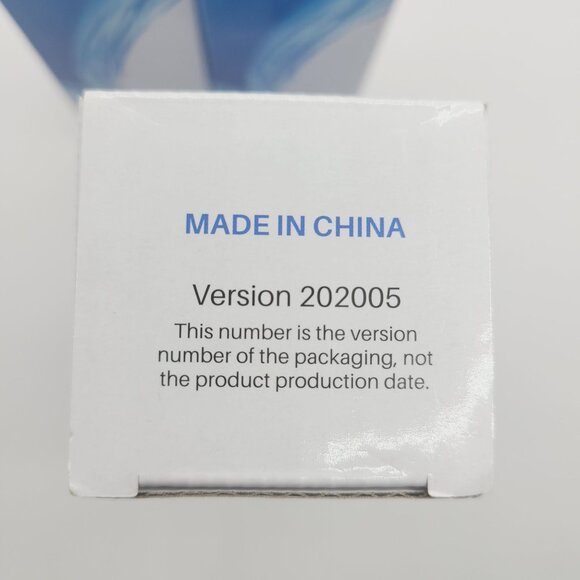 MADE IN CHINA
Version 202005
This number is the version
number of the packaging, not
the product production date.